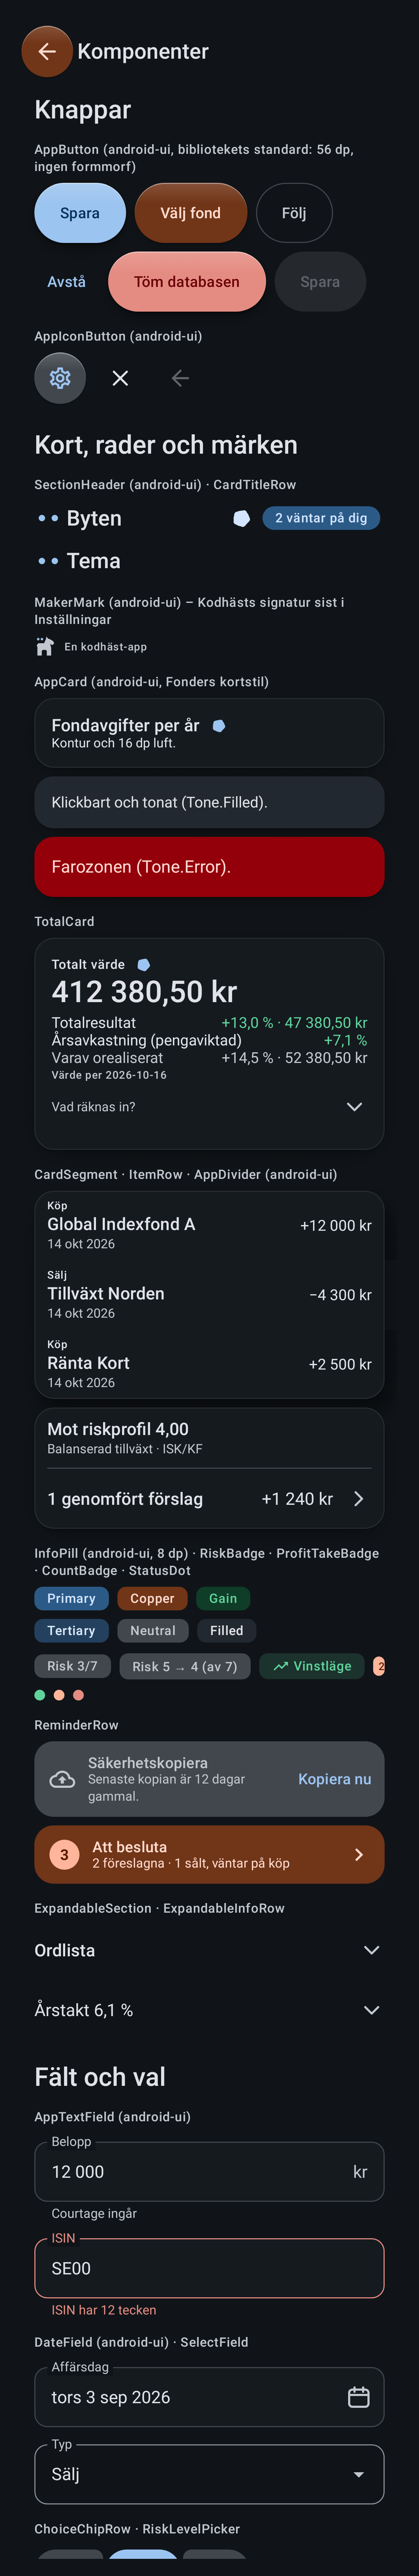 Komponenter
Knappar
AppButton (android-ui, bibliotekets standard: 56 dp,
ingen formmorf)
Spara
Välj fond
Följ
Avstå
Töm databasen
Spara
AppIconButton (android-ui)
Kort, rader och märken
SectionHeader (android-ui) · CardTitleRow
Byten
2 väntar på dig
Tema
MakerMark (android-ui) – Kodhästs signatur sist i
Inställningar
En kodhäst-app
AppCard (android-ui, Fonders kortstil)
Fondavgifter per år
Kontur och 16 dp luft.
Klickbart och tonat (Tone.Filled).
Farozonen (Tone.Error).
TotalCard
Totalt värde
412 380,50 kr
Totalresultat +13,0 % · 47 380,50 kr
Årsavkastning (pengaviktad) +7,1 %
Varav orealiserat +14,5 % · 52 380,50 kr
Värde per 2026-10-16
Vad räknas in?
CardSegment · ItemRow · AppDivider (android-ui)
Köp
Global Indexfond A +12 000 kr
14 okt 2026
Sälj
Tillväxt Norden −4 300 kr
14 okt 2026
Köp
Ränta Kort +2 500 kr
14 okt 2026
Mot riskprofil 4,00
Balanserad tillväxt · ISK/KF
1 genomfört förslag +1 240 kr
InfoPill (android-ui, 8 dp) · RiskBadge · ProfitTakeBadge
· CountBadge · StatusDot
Primary
Copper
Gain
Tertiary
Neutral
Filled
Risk 3/7
Risk 5 → 4 (av 7)
Vinstläge
2
ReminderRow
Säkerhetskopiera
Senaste kopian är 12 dagar
gammal.
Kopiera nu
3
Att besluta
2 föreslagna · 1 sålt, väntar på köp
ExpandableSection · ExpandableInfoRow
Ordlista
Årstakt 6,1 %
Fält och val
AppTextField (android-ui)
Belopp
12 000 kr
Courtage ingår
ISIN
SE00
ISIN har 12 tecken
DateField (android-ui) · SelectField
Affärsdag
tors 3 sep 2026
Typ
Sälj
ChoiceChipRow · RiskLevelPicker